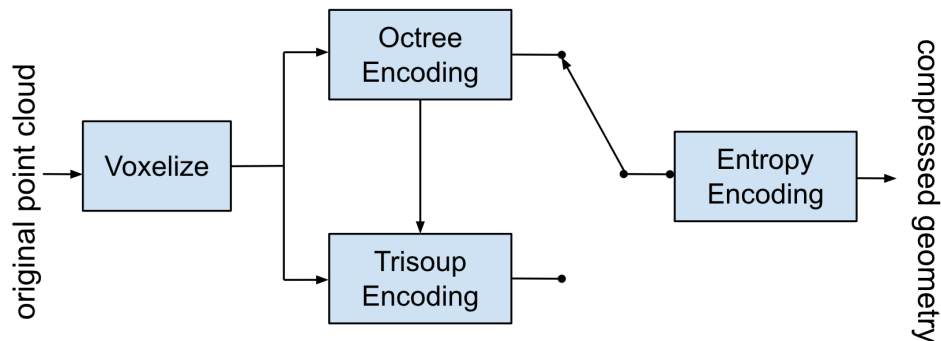 original point cloud
Voxelize
Octree
Encoding
Trisoup
Encoding
Entropy
Encoding
compressed geometry